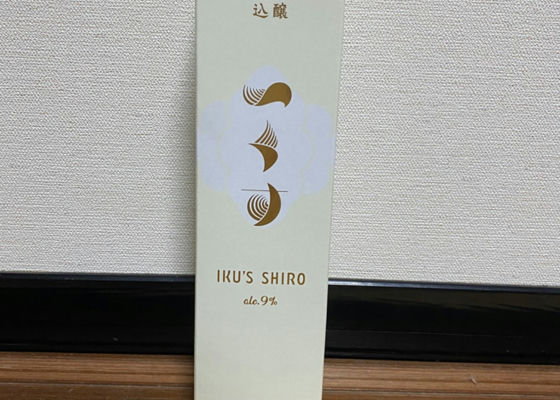 込醸
IKU'S SHIRO
alc.9%